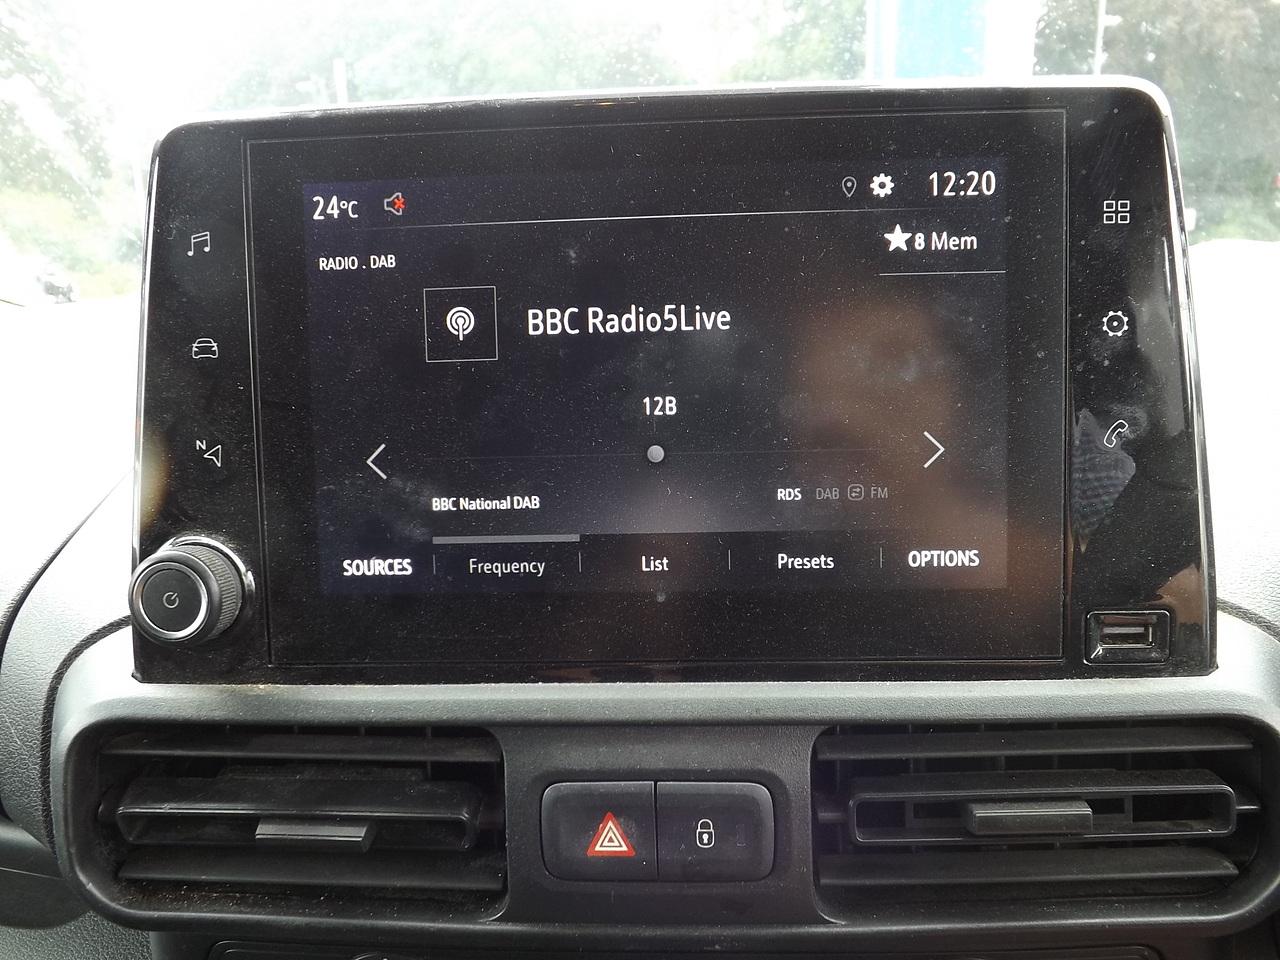 24°C
12:20
★8 Mem
RADIO . DAB
BBC Radio5Live
12B
N
BBC National DAB
RDS DAB FM
SOURCES Frequency List Presets OPTIONS